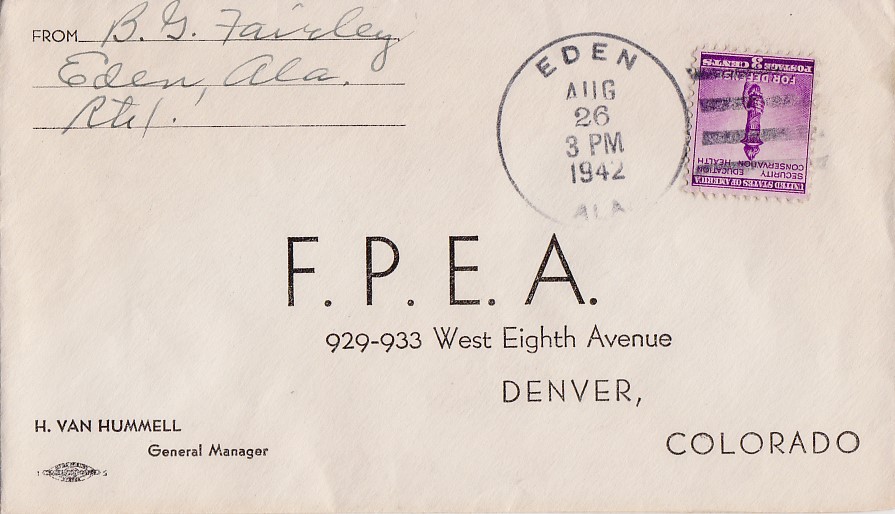 FROM B. G. Fairley
Eden, Ala.
Rte 1.
EDEN
AUG
26
3 PM
1942
ALA
UNITED STATES OF AMERICA
SECURITY EDUCATION
CONSERVATION HEALTH
FOR DEFENSE
POSTAGE 3 CENTS
F. P. E. A.
929-933 West Eighth Avenue
DENVER,
COLORADO
H. VAN HUMMELL
General Manager